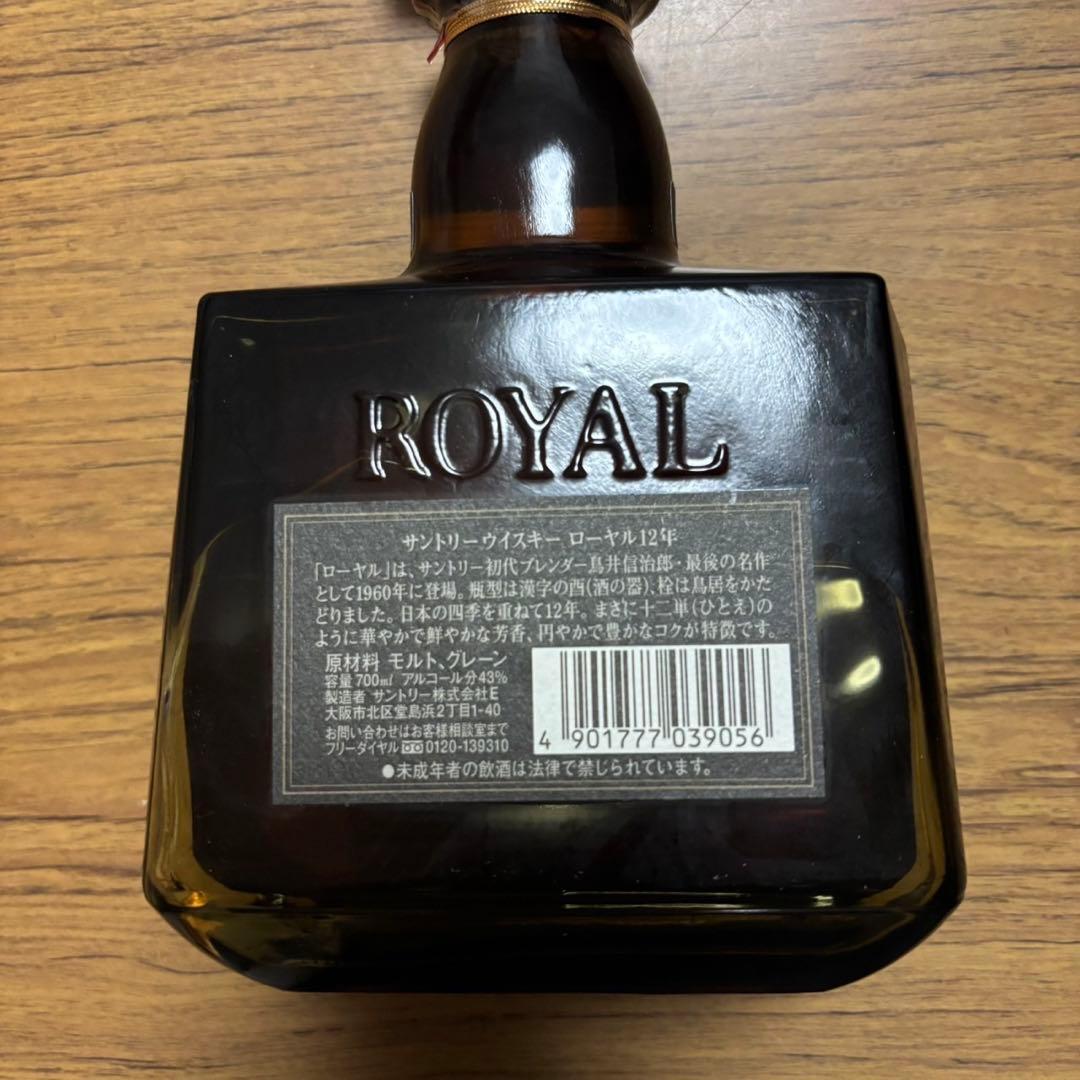 ROYAL
サントリーウイスキー ローヤル12年
「ローヤル」は、サントリー初代ブレンダー鳥井信治郎・最後の名作
として1960年に登場。瓶型は漢字の酉(酒の器)、栓は鳥居をかた
どりました。日本の四季を重ねて12年。まさに十二単(ひとえ)の
ように華やかで鮮やかな芳香、円やかで豊かなコクが特徴です。
原材料 モルト、グレーン
容量700ml アルコール分43%
製造者 サントリー株式会社E
大阪市北区堂島浜2丁目1-40
お問い合わせはお客様相談室まで
フリーダイヤル 0120-139310
4 901777 039056
●未成年者の飲酒は法律で禁じられています。